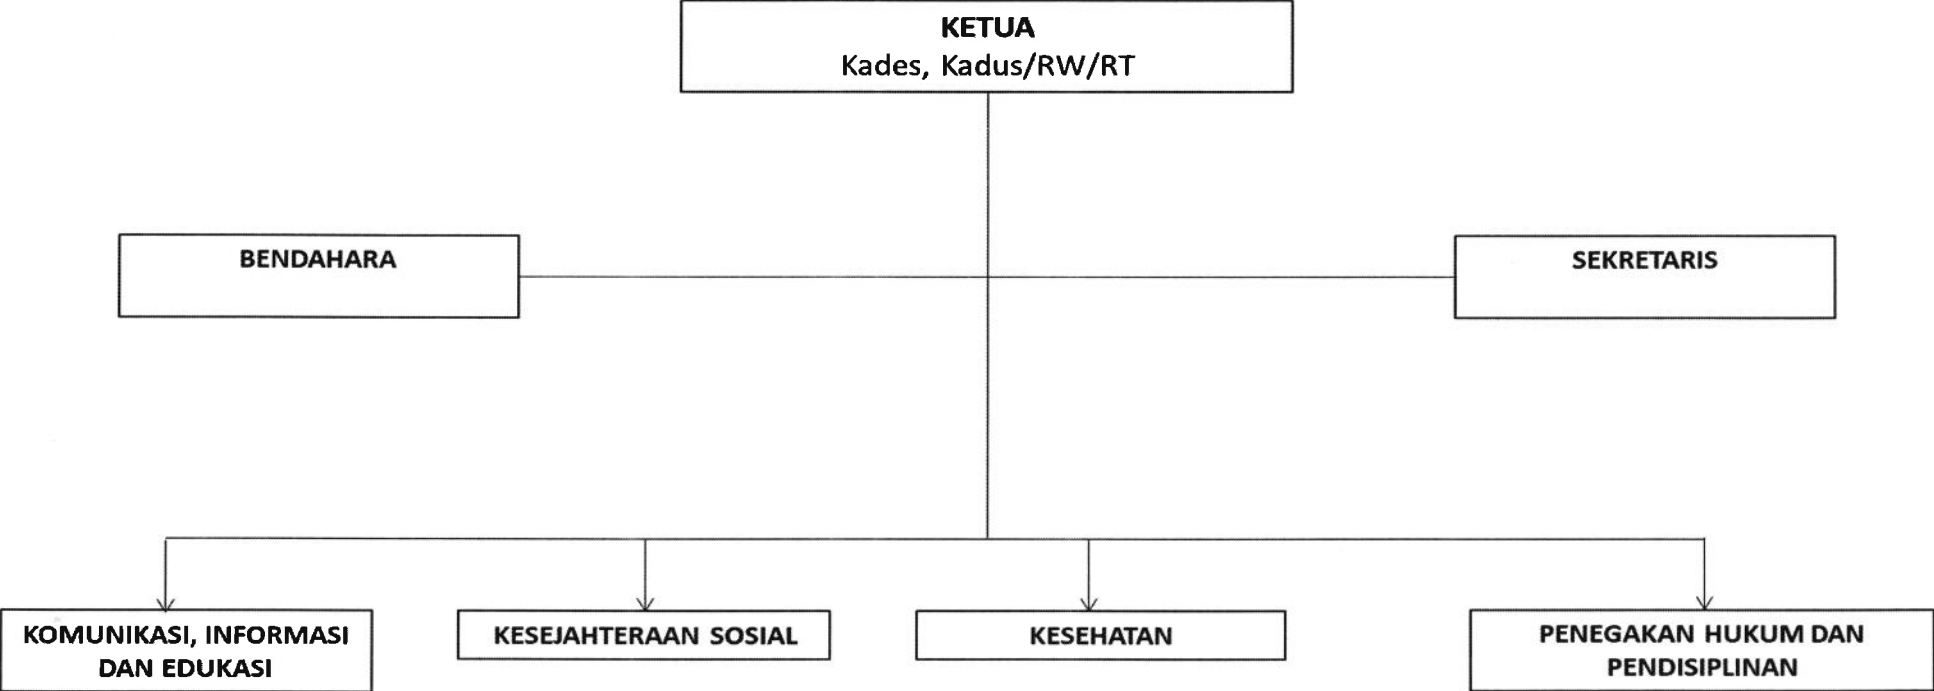 KETUA
Kades, Kadus/RW/RT
BENDAHARA
SEKRETARIS
KOMUNIKASI, INFORMASI
DAN EDUKASI
KESEJAHTERAAN SOSIAL
KESEHATAN
PENEGAKAN HUKUM DAN
PENDISIPLINAN